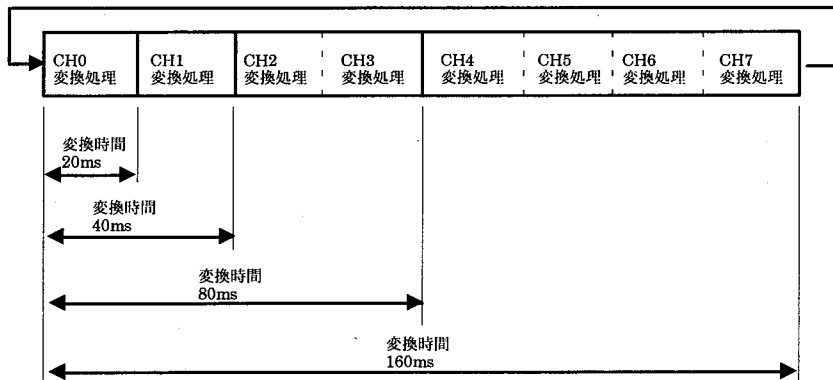 CH0
変換処理
CH1
変換処理
CH2
変換処理
CH3
変換処理
CH4
変換処理
CH5
変換処理
CH6
変換処理
CH7
変換処理
変換時間
20ms
変換時間
40ms
変換時間
80ms
変換時間
160ms